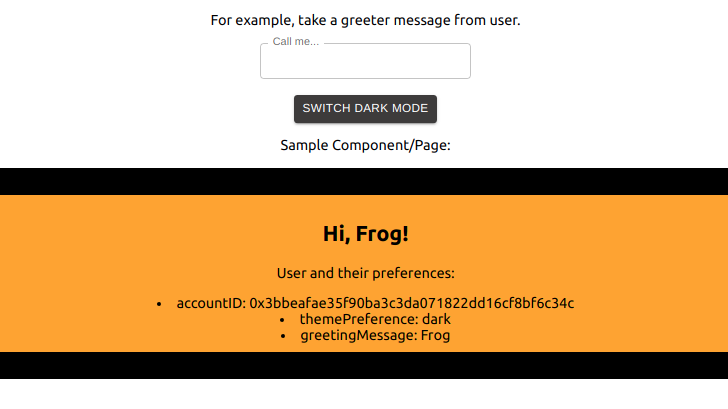 For example, take a greeter message from user.
Call me...
SWITCH DARK MODE
Sample Component/Page:
Hi, Frog!
User and their preferences:
• accountID: 0x3bbeafae35f90ba3c3da071822dd16cf8bf6c34c
• themePreference: dark
• greetingMessage: Frog